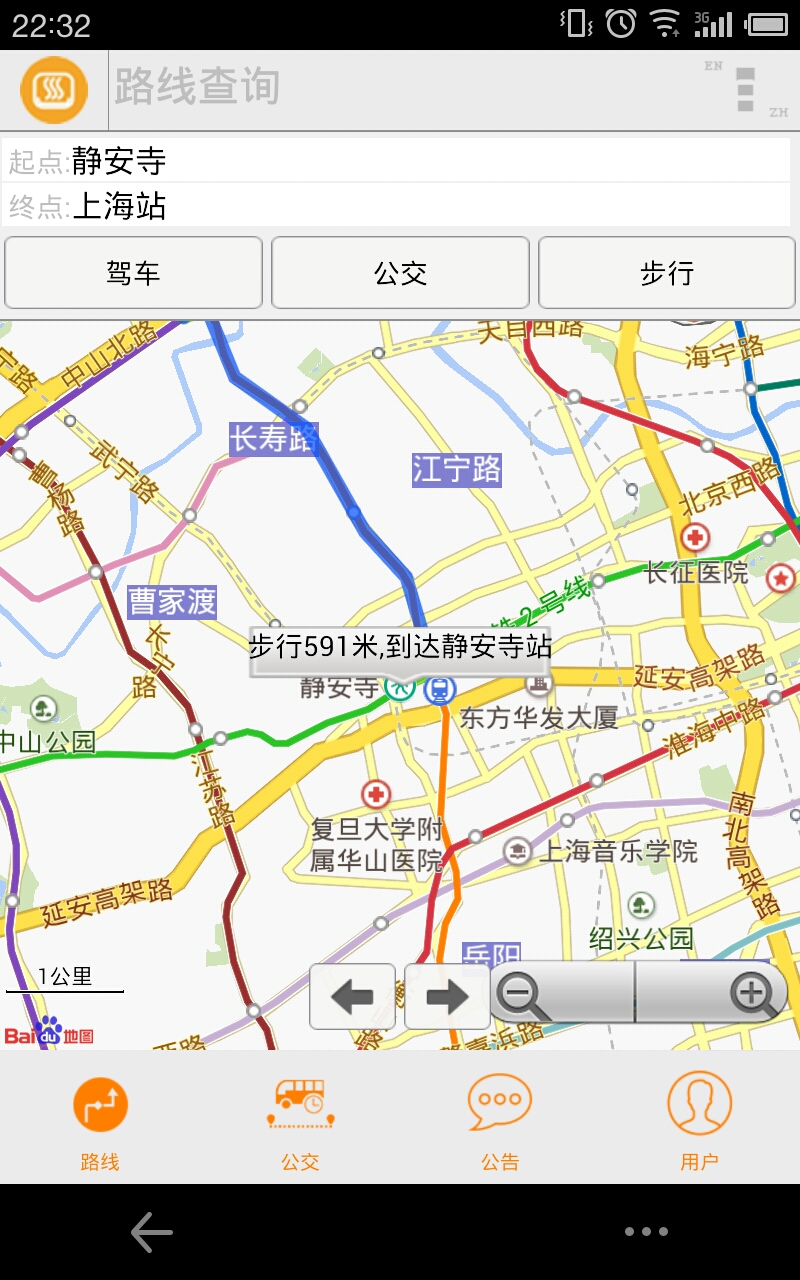 22:32
3G
路线查询
EN
ZH
起点:静安寺
终点:上海站
驾车
公交
步行
中山北路
天目西路
海宁路
宁路
长寿路
武宁路
江宁路
北京西路
曹杨路
长征医院
曹家渡
2号线
步行591米,到达静安寺站
长宁路
静安寺
延安高架路
东方华发大厦
中山公园
淮海中路
江苏路
复旦大学附
属华山医院
上海音乐学院
南北高架路
延安高架路
绍兴公园
岳阳
1公里
Bai du 地图
路线
公交
公告
用户